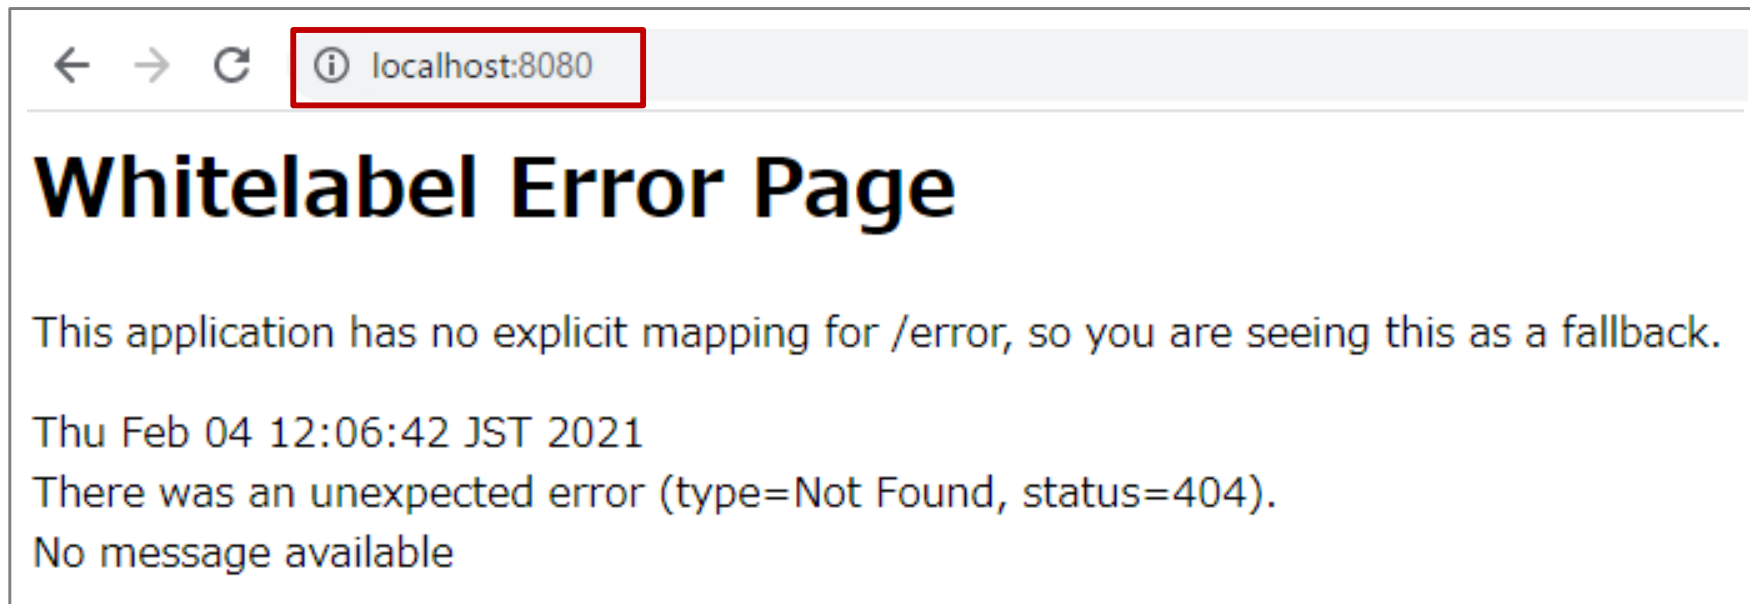 localhost:8080
Whitelabel Error Page
This application has no explicit mapping for /error, so you are seeing this as a fallback.
Thu Feb 04 12:06:42 JST 2021
There was an unexpected error (type=Not Found, status=404).
No message available